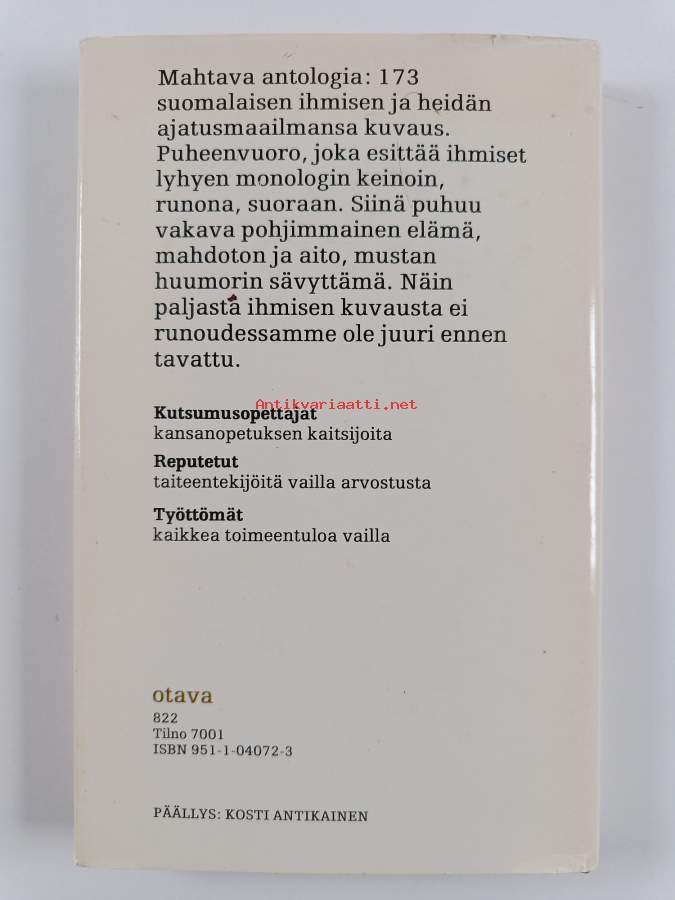 Mahtava antologia: 173
suomalaisen ihmisen ja heidän
ajatusmaailmansa kuvaus.
Puheenvuoro, joka esittää ihmiset
lyhyen monologin keinoin,
runona, suoraan. Siinä puhuu
vakava pohjimmainen elämä,
mahdoton ja aito, mustan
huumorin sävyttämä. Näin
paljasta ihmisen kuvausta ei
runoudessamme ole juuri ennen
tavattu.
Antikvariaatti.net
Kutsumusopettajat
kansanopetuksen kaitsijoita
Reputetut
taiteentekijöitä vailla arvostusta
Työttömät
kaikkea toimeentuloa vailla
otava
822
Tilno 7001
ISBN 951-1-04072-3
PÄÄLLYS: KOSTI ANTIKAINEN